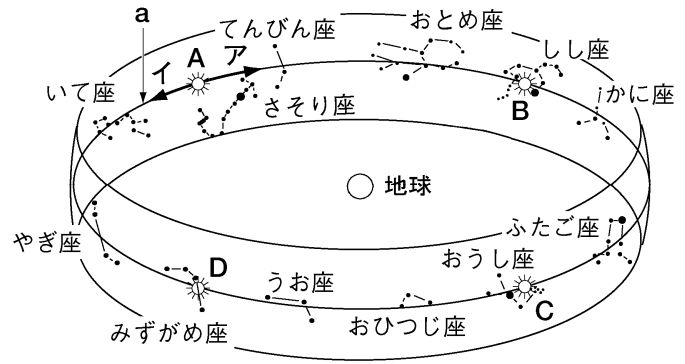 a
てんびん座
おとめ座
しし座
イ
A
ア
いて座
さそり座
B
かに座
地球
やぎ座
ふたご座
D
おうし座
うお座
C
みずがめ座
おひつじ座